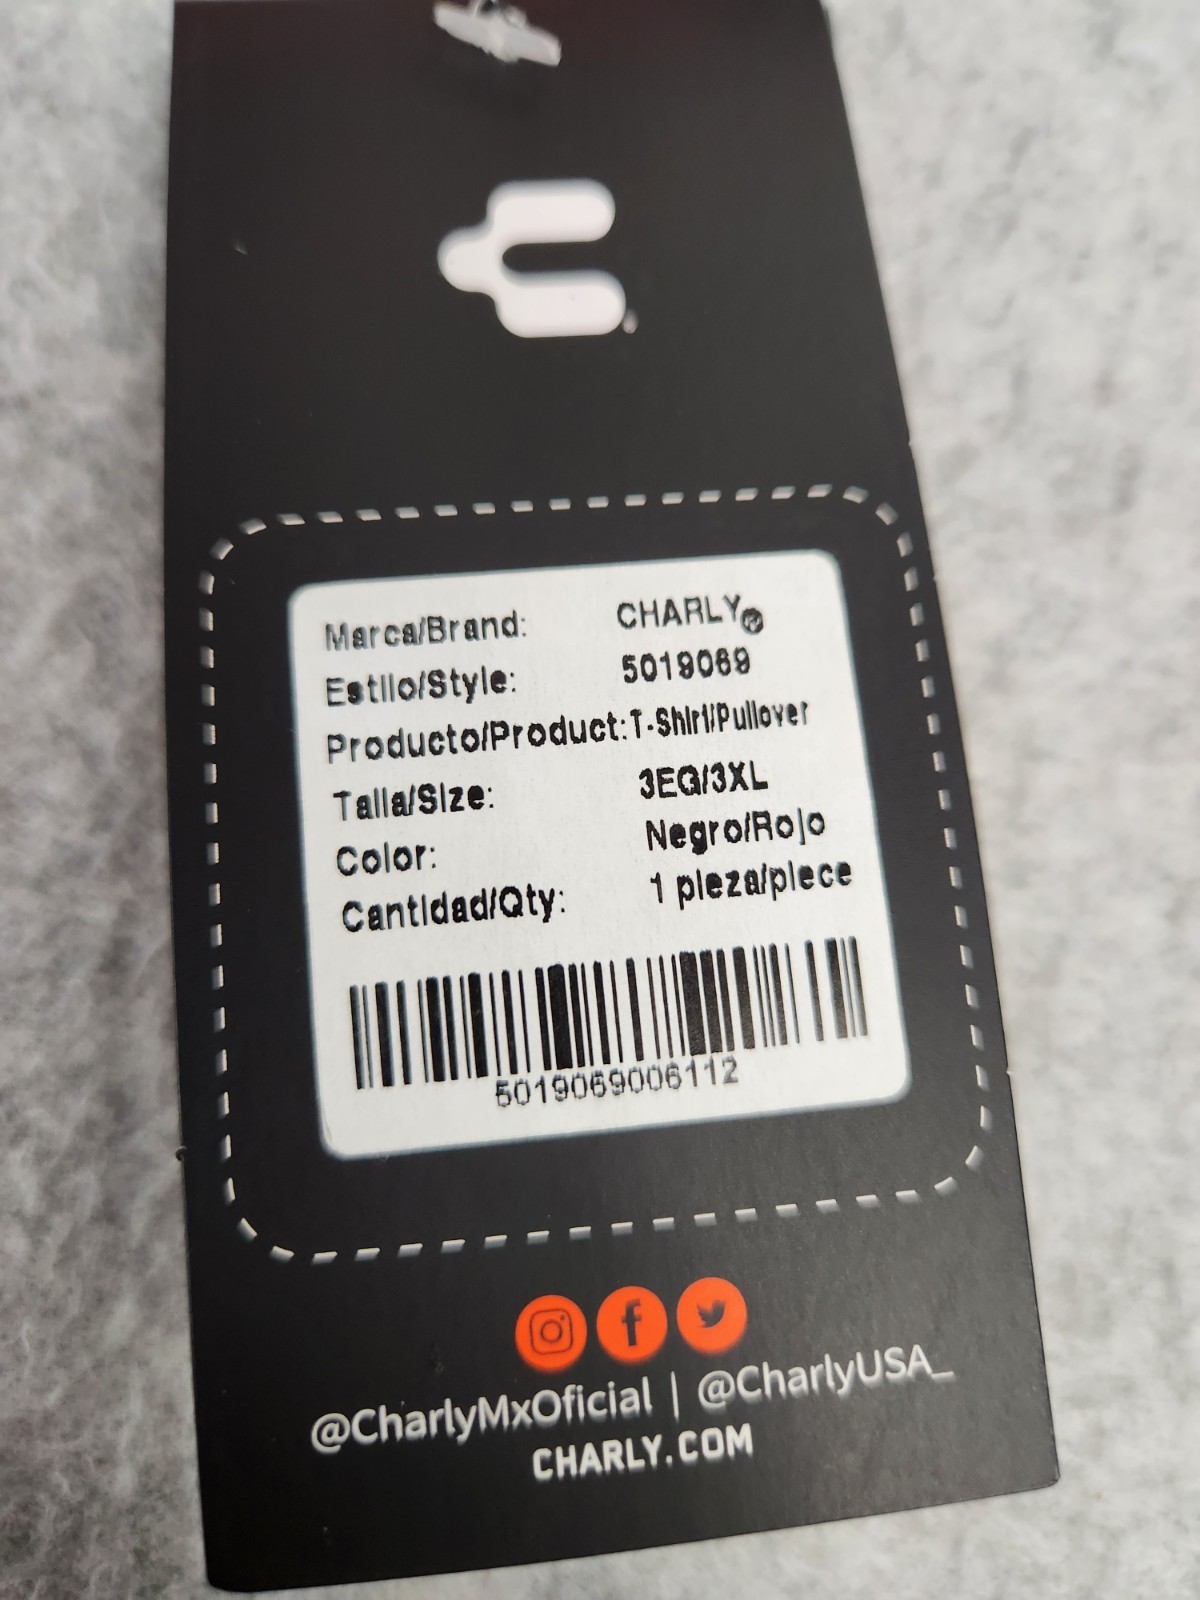 Marca/Brand: CHARLY®
Estilo/Style: 5019069
Producto/Product: T-Shirt/Pullover
Talla/Size: 3EG/3XL
Color: Negro/Rojo
Cantidad/Qty: 1 pieza/piece
5019069006112
@CharlyMxOficial | @CharlyUSA_
CHARLY.COM